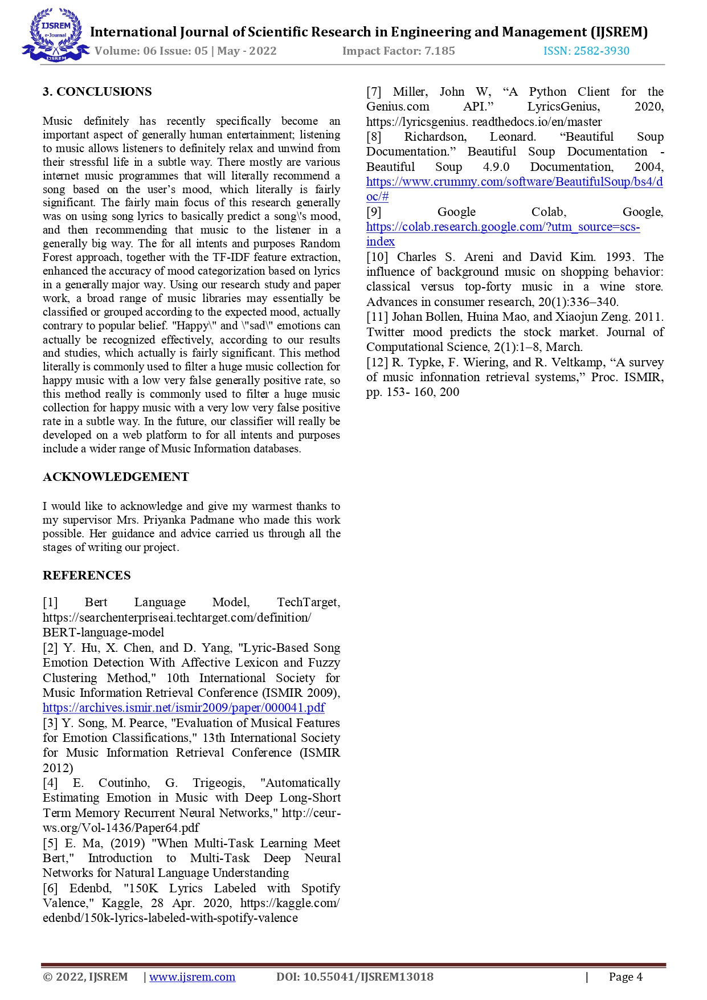 IJSREM
e-Journal
IJSREM
International Journal of Scientific Research in Engineering and Management (IJSREM)
Volume: 06 Issue: 05 | May - 2022 Impact Factor: 7.185 ISSN: 2582-3930
3. CONCLUSIONS
Music definitely has recently specifically become an
important aspect of generally human entertainment; listening
to music allows listeners to definitely relax and unwind from
their stressful life in a subtle way. There mostly are various
internet music programmes that will literally recommend a
song based on the user’s mood, which literally is fairly
significant. The fairly main focus of this research generally
was on using song lyrics to basically predict a song\'s mood,
and then recommending that music to the listener in a
generally big way. The for all intents and purposes Random
Forest approach, together with the TF-IDF feature extraction,
enhanced the accuracy of mood categorization based on lyrics
in a generally major way. Using our research study and paper
work, a broad range of music libraries may essentially be
classified or grouped according to the expected mood, actually
contrary to popular belief. "Happy\" and \"sad\" emotions can
actually be recognized effectively, according to our results
and studies, which actually is fairly significant. This method
literally is commonly used to filter a huge music collection for
happy music with a low very false generally positive rate, so
this method really is commonly used to filter a huge music
collection for happy music with a very low very false positive
rate in a subtle way. In the future, our classifier will really be
developed on a web platform to for all intents and purposes
include a wider range of Music Information databases.
ACKNOWLEDGEMENT
I would like to acknowledge and give my warmest thanks to
my supervisor Mrs. Priyanka Padmane who made this work
possible. Her guidance and advice carried us through all the
stages of writing our project.
REFERENCES
[1] Bert Language Model, TechTarget,
https://searchenterpriseai.techtarget.com/definition/
BERT-language-model
[2] Y. Hu, X. Chen, and D. Yang, "Lyric-Based Song
Emotion Detection With Affective Lexicon and Fuzzy
Clustering Method," 10th International Society for
Music Information Retrieval Conference (ISMIR 2009),
https://archives.ismir.net/ismir2009/paper/000041.pdf
[3] Y. Song, M. Pearce, "Evaluation of Musical Features
for Emotion Classifications," 13th International Society
for Music Information Retrieval Conference (ISMIR
2012)
[4] E. Coutinho, G. Trigeogis, "Automatically
Estimating Emotion in Music with Deep Long-Short
Term Memory Recurrent Neural Networks," http://ceur-
ws.org/Vol-1436/Paper64.pdf
[5] E. Ma, (2019) "When Multi-Task Learning Meet
Bert," Introduction to Multi-Task Deep Neural
Networks for Natural Language Understanding
[6] Edenbd, "150K Lyrics Labeled with Spotify
Valence," Kaggle, 28 Apr. 2020, https://kaggle.com/
edenbd/150k-lyrics-labeled-with-spotify-valence
[7] Miller, John W, “A Python Client for the
Genius.com API.” LyricsGenius, 2020,
https://lyricsgenius. readthedocs.io/en/master
[8] Richardson, Leonard. “Beautiful Soup
Documentation.” Beautiful Soup Documentation -
Beautiful Soup 4.9.0 Documentation, 2004,
https://www.crummy.com/software/BeautifulSoup/bs4/d
oc/#
[9] Google Colab, Google,
https://colab.research.google.com/?utm_source=scs-
index
[10] Charles S. Areni and David Kim. 1993. The
influence of background music on shopping behavior:
classical versus top-forty music in a wine store.
Advances in consumer research, 20(1):336–340.
[11] Johan Bollen, Huina Mao, and Xiaojun Zeng. 2011.
Twitter mood predicts the stock market. Journal of
Computational Science, 2(1):1–8, March.
[12] R. Typke, F. Wiering, and R. Veltkamp, “A survey
of music infonnation retrieval systems,” Proc. ISMIR,
pp. 153- 160, 200
© 2022, IJSREM | www.ijsrem.com DOI: 10.55041/IJSREM13018 | Page 4